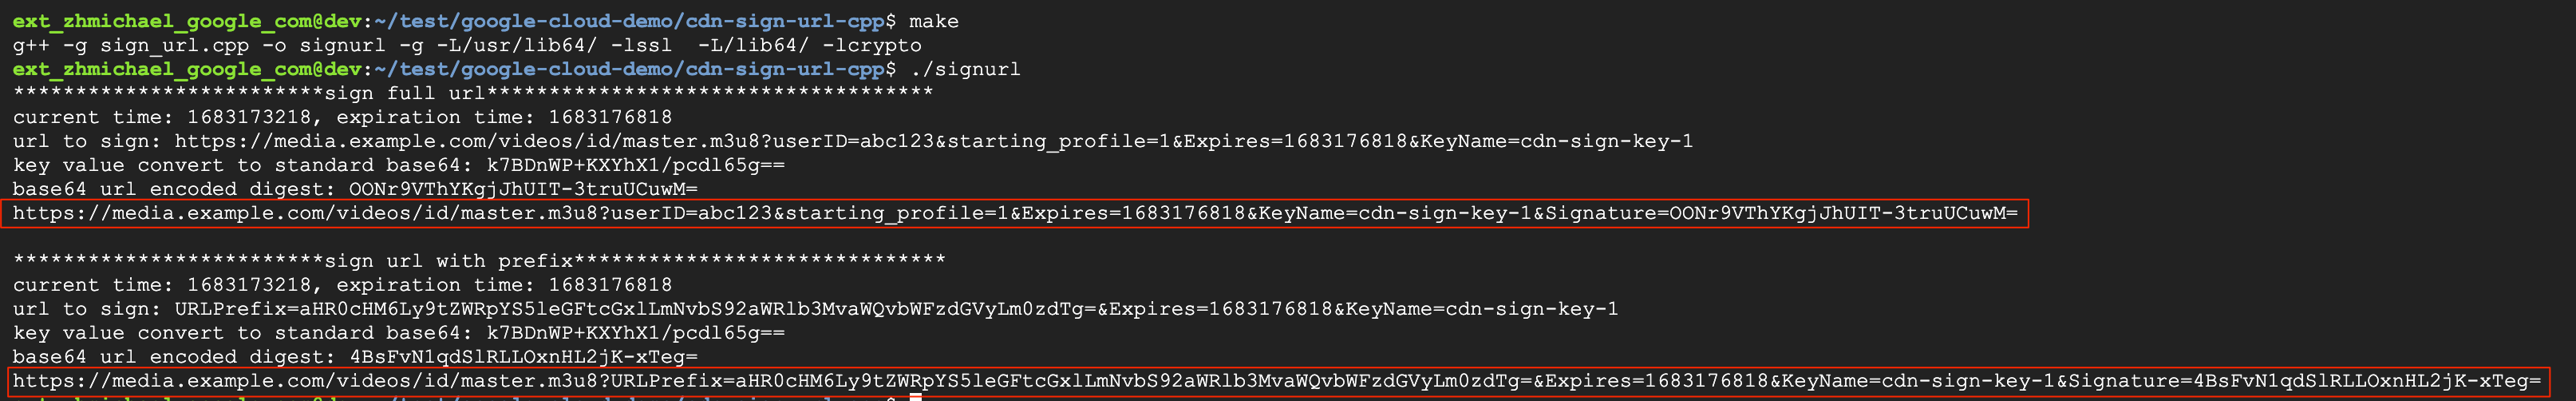 ext_zhmichael_google_com@dev:~/test/google-cloud-demo/cdn-sign-url-cpp$ make
g++ -g sign_url.cpp -o signurl -g -L/usr/lib64/ -lssl  -L/lib64/ -lcrypto
ext_zhmichael_google_com@dev:~/test/google-cloud-demo/cdn-sign-url-cpp$ ./signurl
*************************sign full url************************************
current time: 1683173218, expiration time: 1683176818
url to sign: https://media.example.com/videos/id/master.m3u8?userID=abc123&starting_profile=1&Expires=1683176818&KeyName=cdn-sign-key-1
key value convert to standard base64: k7BDnWP+KXYhX1/pcdl65g==
base64 url encoded digest: OONr9VThYKgjJhUIT-3truUCuwM=
https://media.example.com/videos/id/master.m3u8?userID=abc123&starting_profile=1&Expires=1683176818&KeyName=cdn-sign-key-1&Signature=OONr9VThYKgjJhUIT-3truUCuwM=
*************************sign url with prefix******************************
current time: 1683173218, expiration time: 1683176818
url to sign: URLPrefix=aHR0cHM6Ly9tZWRpYS5leGFtcGxlLmNvbS92aWRlb3MvaWQvbWFzdGVyLm0zdTg=&Expires=1683176818&KeyName=cdn-sign-key-1
key value convert to standard base64: k7BDnWP+KXYhX1/pcdl65g==
base64 url encoded digest: 4BsFvN1qdSlRLLOxnHL2jK-xTeg=
https://media.example.com/videos/id/master.m3u8?URLPrefix=aHR0cHM6Ly9tZWRpYS5leGFtcGxlLmNvbS92aWRlb3MvaWQvbWFzdGVyLm0zdTg=&Expires=1683176818&KeyName=cdn-sign-key-1&Signature=4BsFvN1qdSlRLLOxnHL2jK-xTeg=